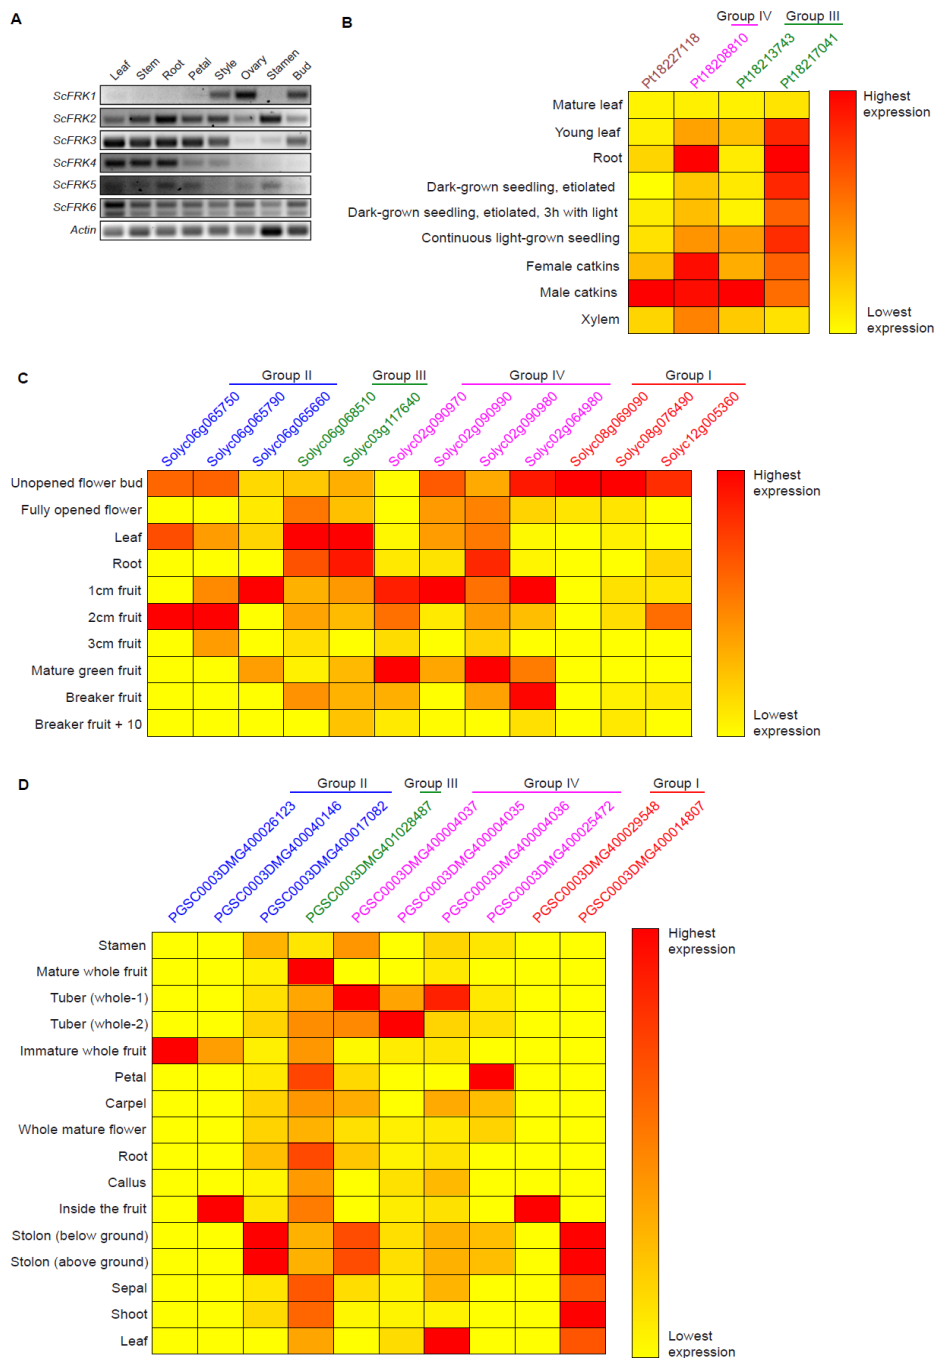 A
Leaf
Stem
Root
Petal
Style
Ovary
Stamen
Bud
ScFRK1
ScFRK2
ScFRK3
ScFRK4
ScFRK5
ScFRK6
Actin
B
Group IV
Group III
Pt18227118
Pt18208810
Pt18213743
Pt18217041
Mature leaf
Young leaf
Root
Dark-grown seedling, etiolated
Dark-grown seedling, etiolated, 3h with light
Continuous light-grown seedling
Female catkins
Male catkins
Xylem
Highest
expression
Lowest
expression
C
Group II
Group III
Group IV
Group I
Solyc06g065750
Solyc06g065790
Solyc06g065660
Solyc06g068510
Solyc03g117640
Solyc02g090970
Solyc02g090990
Solyc02g090980
Solyc02g064980
Solyc08g069090
Solyc08g076490
Solyc12g005360
Unopened flower bud
Fully opened flower
Leaf
Root
1cm fruit
2cm fruit
3cm fruit
Mature green fruit
Breaker fruit
Breaker fruit + 10
Highest
expression
Lowest
expression
D
Group II
Group III
Group IV
Group I
PGSC0003DMG400026123
PGSC0003DMG400040146
PGSC0003DMG400017082
PGSC0003DMG401028487
PGSC0003DMG400004037
PGSC0003DMG400004035
PGSC0003DMG400004036
PGSC0003DMG400025472
PGSC0003DMG400029548
PGSC0003DMG400014807
Stamen
Mature whole fruit
Tuber (whole-1)
Tuber (whole-2)
Immature whole fruit
Petal
Carpel
Whole mature flower
Root
Callus
Inside the fruit
Stolon (below ground)
Stolon (above ground)
Sepal
Shoot
Leaf
Highest
expression
Lowest
expression